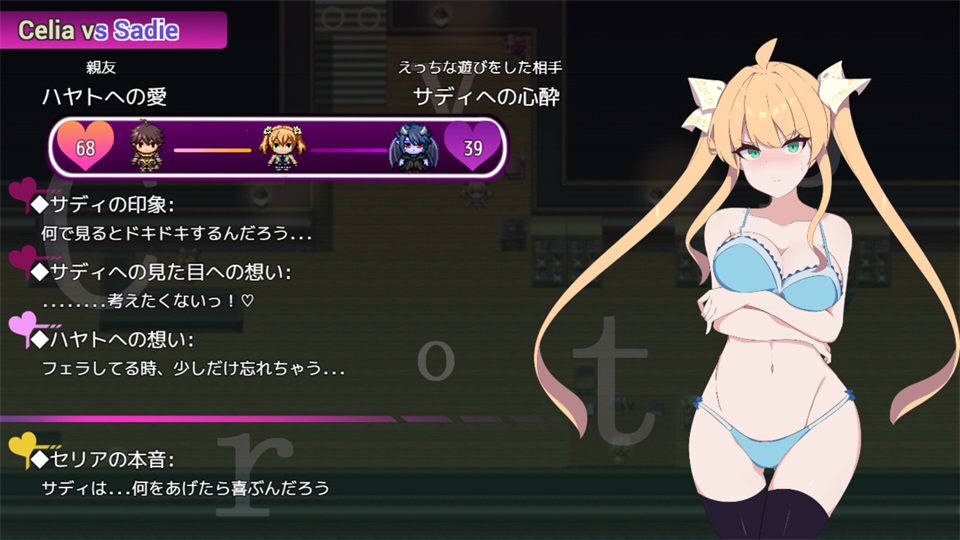 Celia vs Sadie
親友
えっちな遊びをした相手
ハヤトへの愛
サディへの心酔
68
39
◆サディの印象:
何で見るとドキドキするんだろう...
◆サディへの見た目への想い:
........考えたくないっ！♡
◆ハヤトへの想い:
フェラしてる時、少しだけ忘れちゃう...
◆セリアの本音:
サディは...何をあげたら喜ぶんだろう